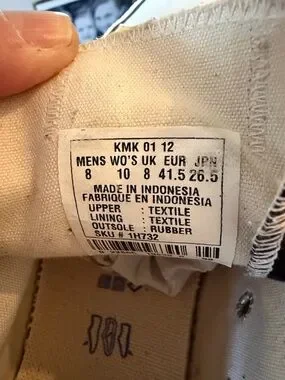 KMK 01 12
MENS WO'S UK EUR JPN
8 10 8 41.5 26.5
MADE IN INDONESIA
FABRIQUE EN INDONESIA
UPPER : TEXTILE
LINING : TEXTILE
OUTSOLE : RUBBER
SKU # 1H732